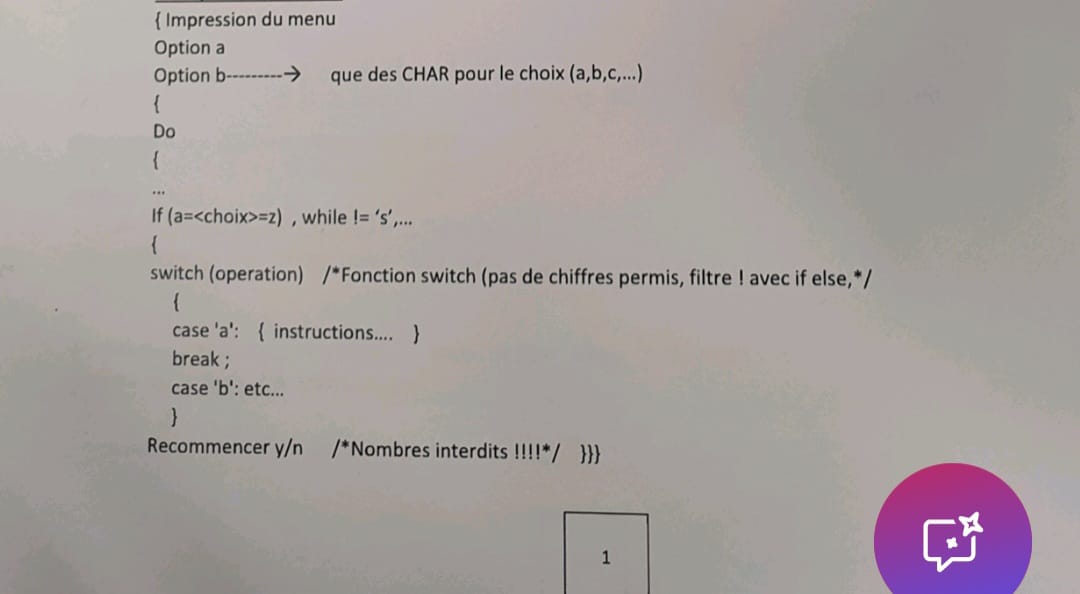 { Impression du menu
Option a
Option b---------→ que des CHAR pour le choix (a,b,c,...)
{
Do
{
...
If (a=<choix>=z) , while != ‘s’,...
{
switch (operation) /*Fonction switch (pas de chiffres permis, filtre ! avec if else,*/
{
case 'a': { instructions.... }
break ;
case 'b': etc...
}
Recommencer y/n /*Nombres interdits !!!!*/ }}}
1